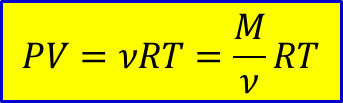 PV = νRT = M/ν RT